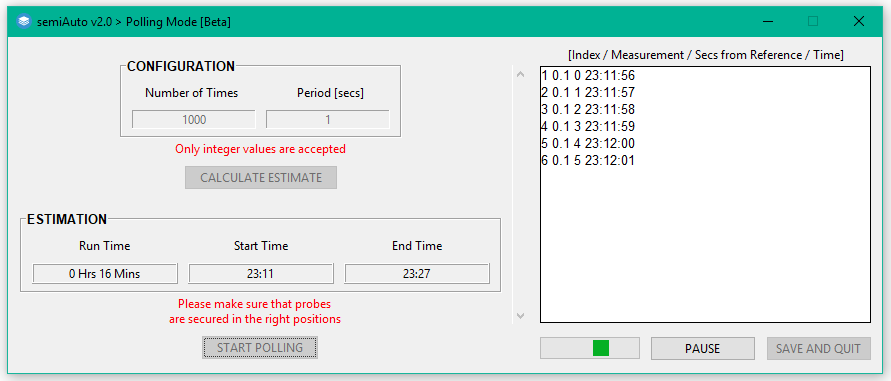 semiAuto v2.0 > Polling Mode [Beta]
CONFIGURATION
Number of Times
Period [secs]
1000
1
Only integer values are accepted
CALCULATE ESTIMATE
ESTIMATION
Run Time
Start Time
End Time
0 Hrs 16 Mins
23:11
23:27
Please make sure that probes
are secured in the right positions
START POLLING
[Index / Measurement / Secs from Reference / Time]
1 0.1 0 23:11:56
2 0.1 1 23:11:57
3 0.1 2 23:11:58
4 0.1 3 23:11:59
5 0.1 4 23:12:00
6 0.1 5 23:12:01
PAUSE
SAVE AND QUIT